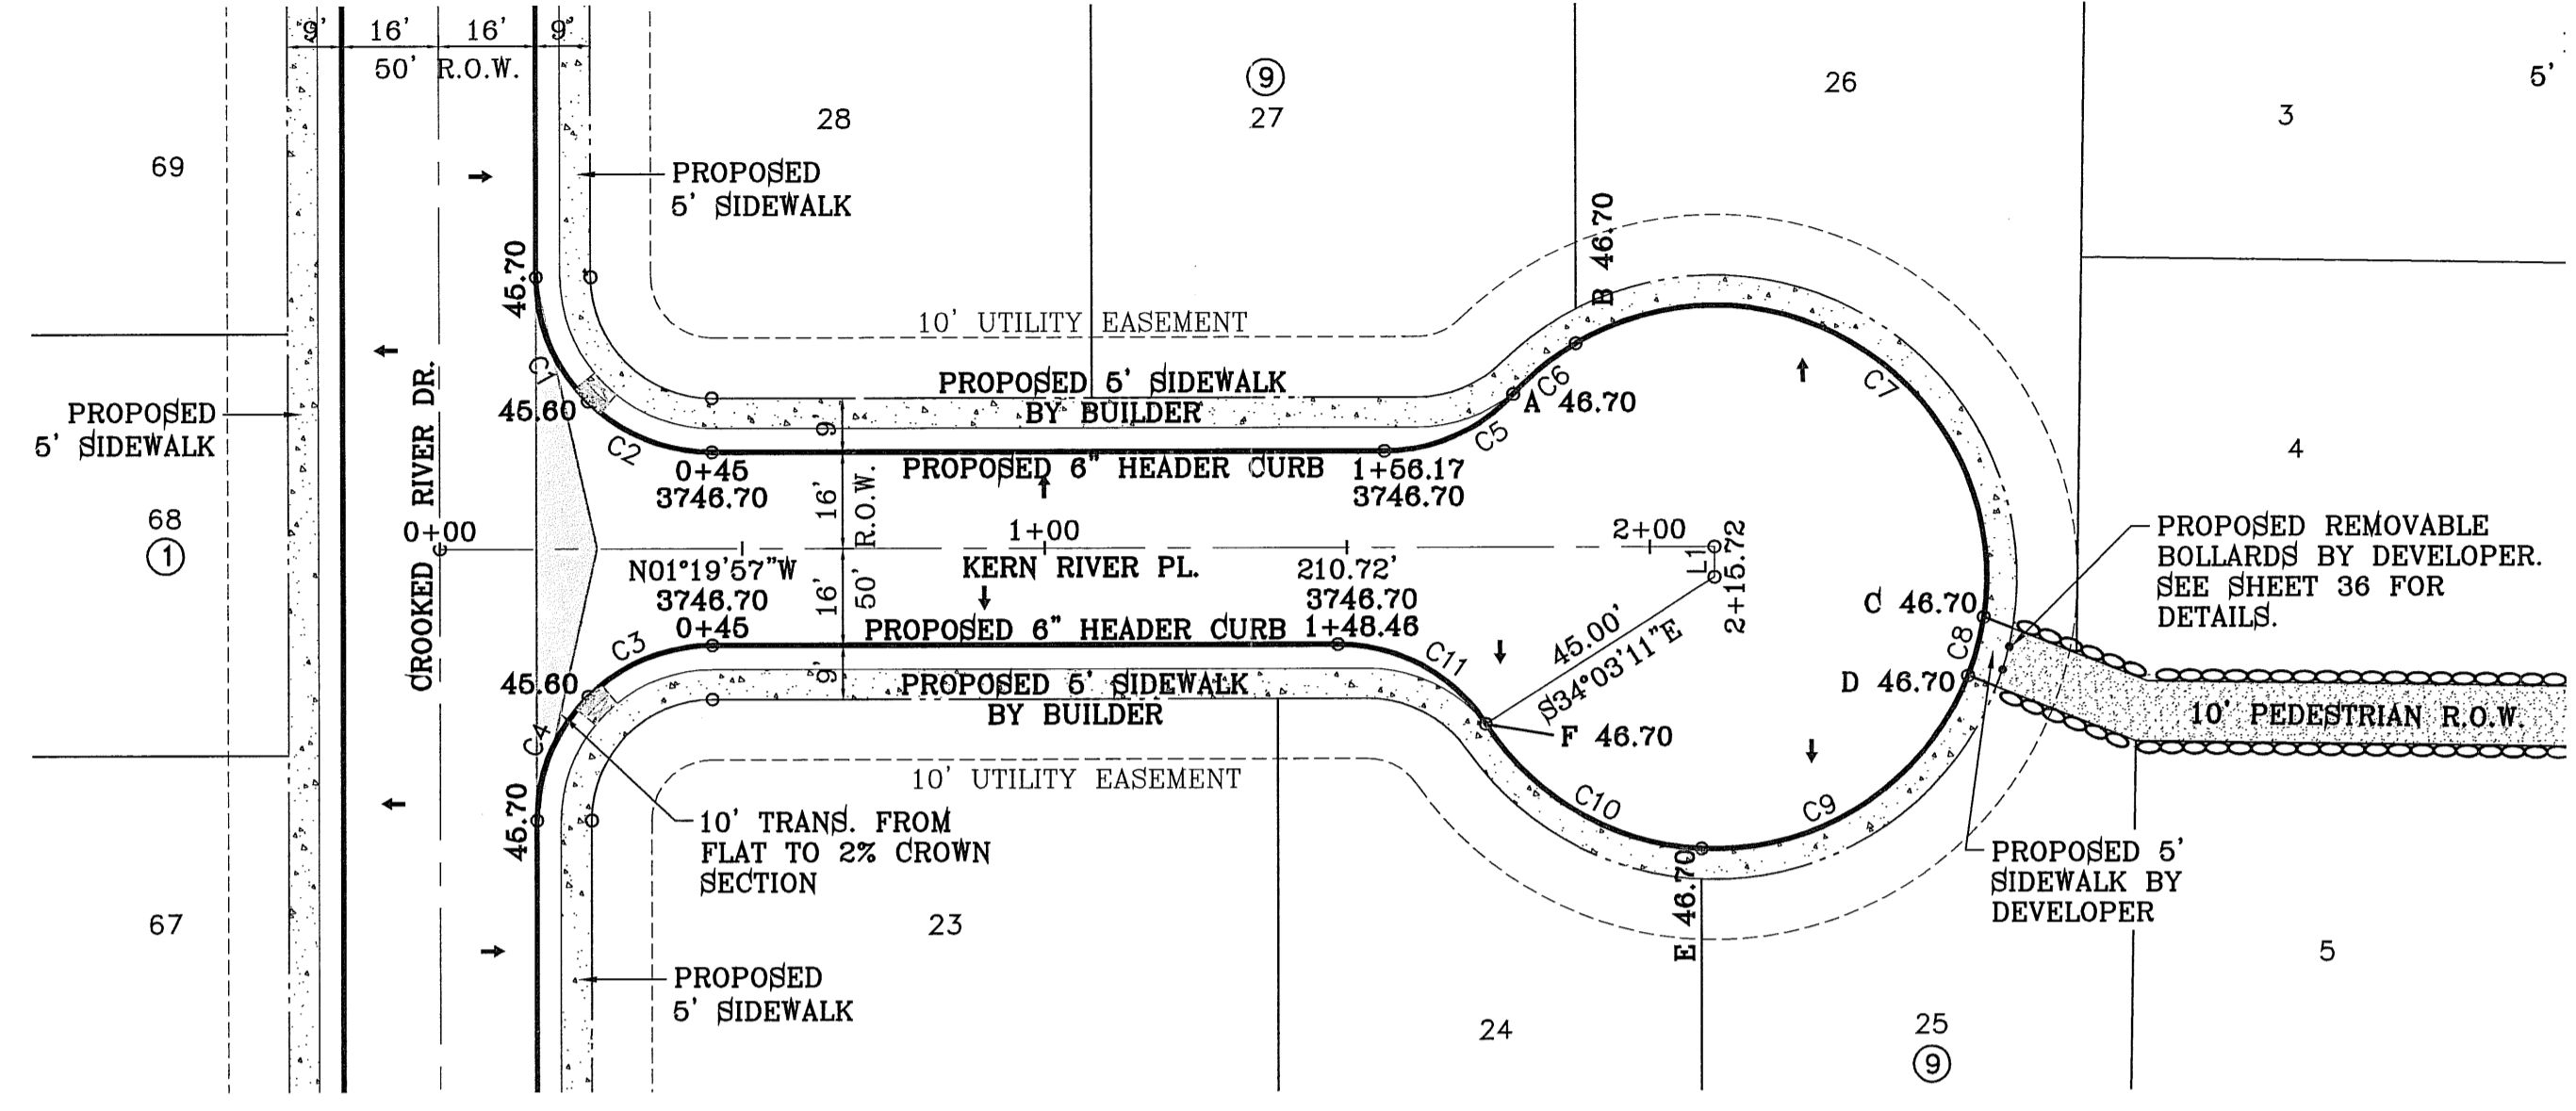 9' 16' 16' 9'
50' R.O.W.
69
28
9
27
26
3
5'
PROPOSED
5' SIDEWALK
45.70
B 46.70
10' UTILITY EASEMENT
C1
45.60
C2
PROPOSED
5' SIDEWALK
CROOKED RIVER DR.
PROPOSED 5' SIDEWALK
BY BUILDER
9'
C5
C6
A 46.70
C7
4
0+45
3746.70
PROPOSED 6" HEADER CURB
1+56.17
3746.70
16'
R.O.W.
68
1
0+00
1+00
2+00
N01°19'57"W
KERN RIVER PL.
210.72'
L1
2+15.72
PROPOSED REMOVABLE
BOLLARDS BY DEVELOPER.
SEE SHEET 36 FOR
DETAILS.
3746.70
0+45
16'
50'
PROPOSED 6" HEADER CURB
3746.70
1+48.46
45.00'
S34°03'11"E
C 46.70
C8
D 46.70
C3
45.60
C4
9'
PROPOSED 5' SIDEWALK
BY BUILDER
C11
F 46.70
10' PEDESTRIAN R.O.W.
10' UTILITY EASEMENT
45.70
10' TRANS. FROM
FLAT TO 2% CROWN
SECTION
C10
C9
E 46.70
PROPOSED 5'
SIDEWALK BY
DEVELOPER
67
23
PROPOSED
5' SIDEWALK
24
25
9
5